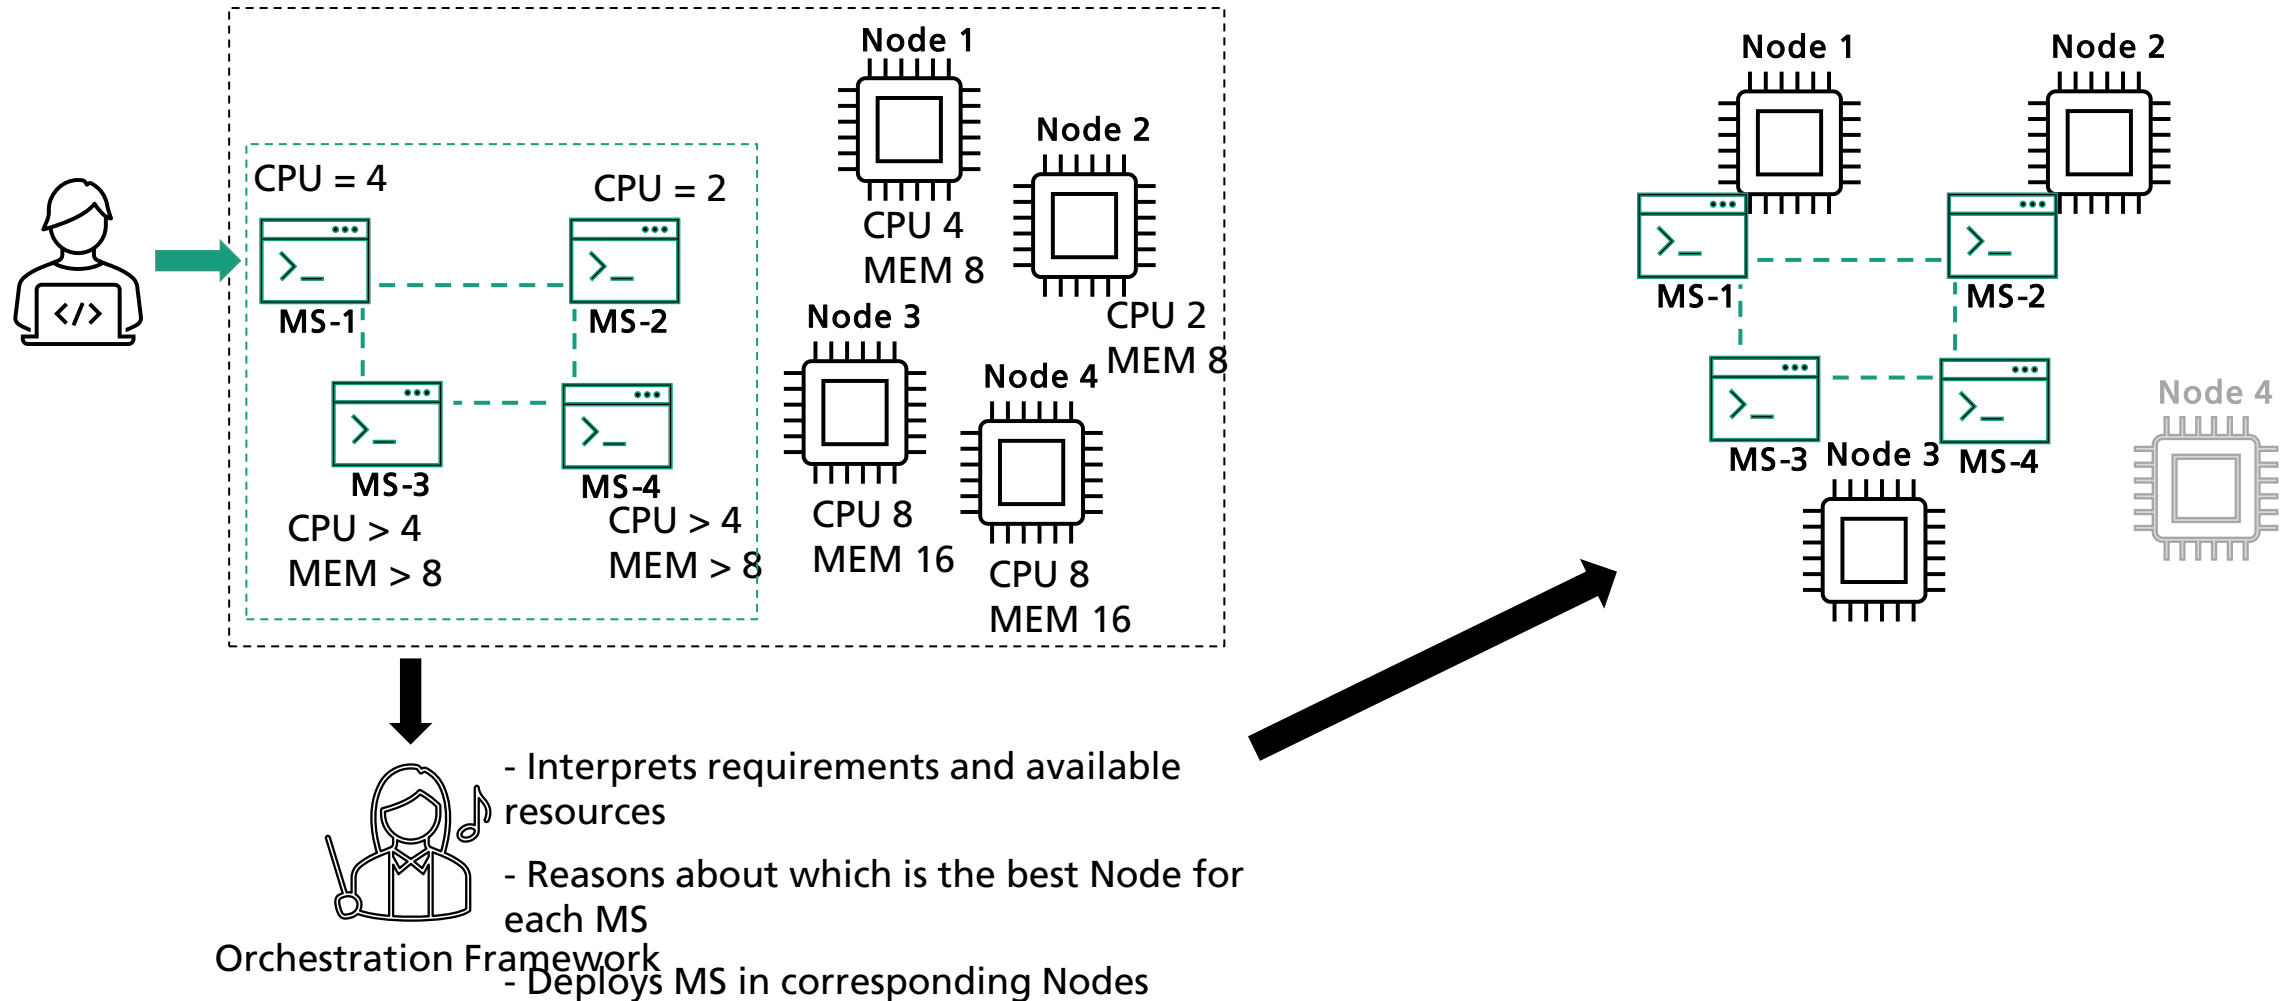 Node 1
Node 2
CPU = 4
CPU = 2
CPU 4
MEM 8
MS-1
MS-2
Node 3
CPU 2
MEM 8
Node 4
MS-3
MS-4
CPU > 4
MEM > 8
CPU > 4
MEM > 8
CPU 8
MEM 16
CPU 8
MEM 16
</>
Orchestration Framework
- Interprets requirements and available
resources
- Reasons about which is the best Node for
each MS
- Deploys MS in corresponding Nodes
Node 1
Node 2
MS-1
MS-2
Node 4
MS-3
Node 3
MS-4